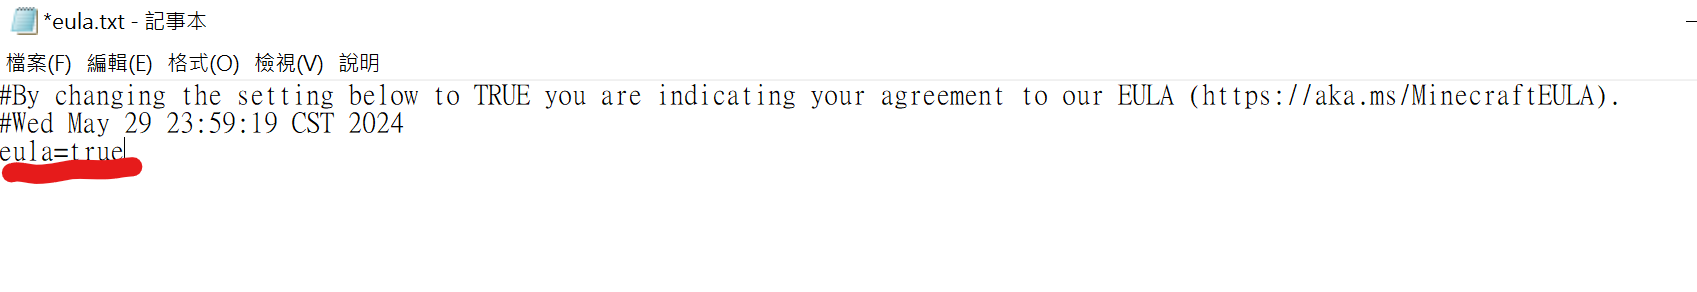 *eula.txt - 記事本
檔案(F) 編輯(E) 格式(O) 檢視(V) 說明
#By changing the setting below to TRUE you are indicating your agreement to our EULA (https://aka.ms/MinecraftEULA).
#Wed May 29 23:59:19 CST 2024
eula=true